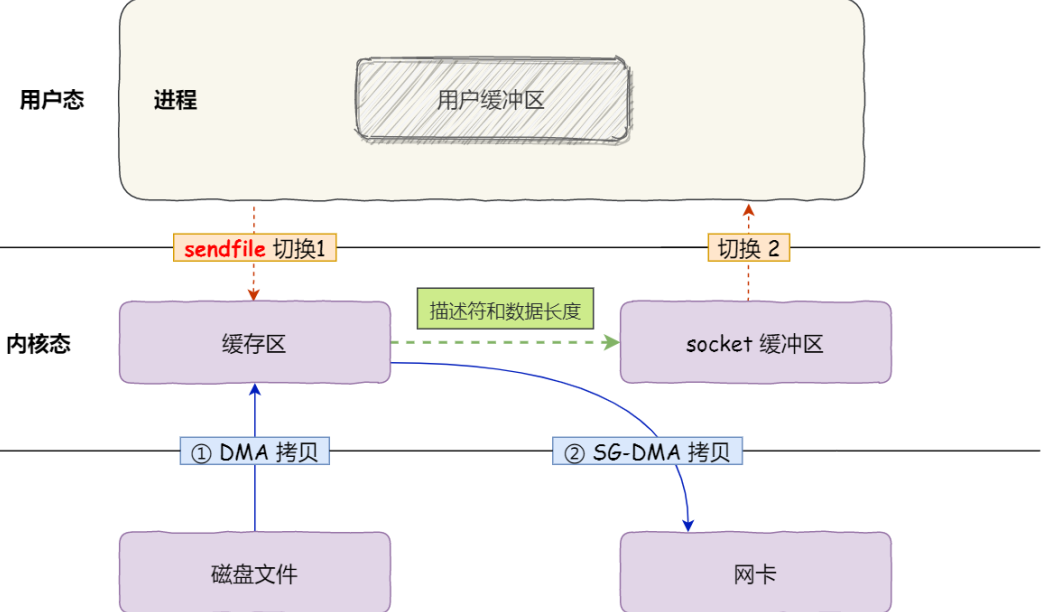 用户态
进程
用户缓冲区
sendfile 切换1
切换 2
内核态
缓存区
描述符和数据长度
socket 缓冲区
① DMA 拷贝
② SG-DMA 拷贝
磁盘文件
网卡